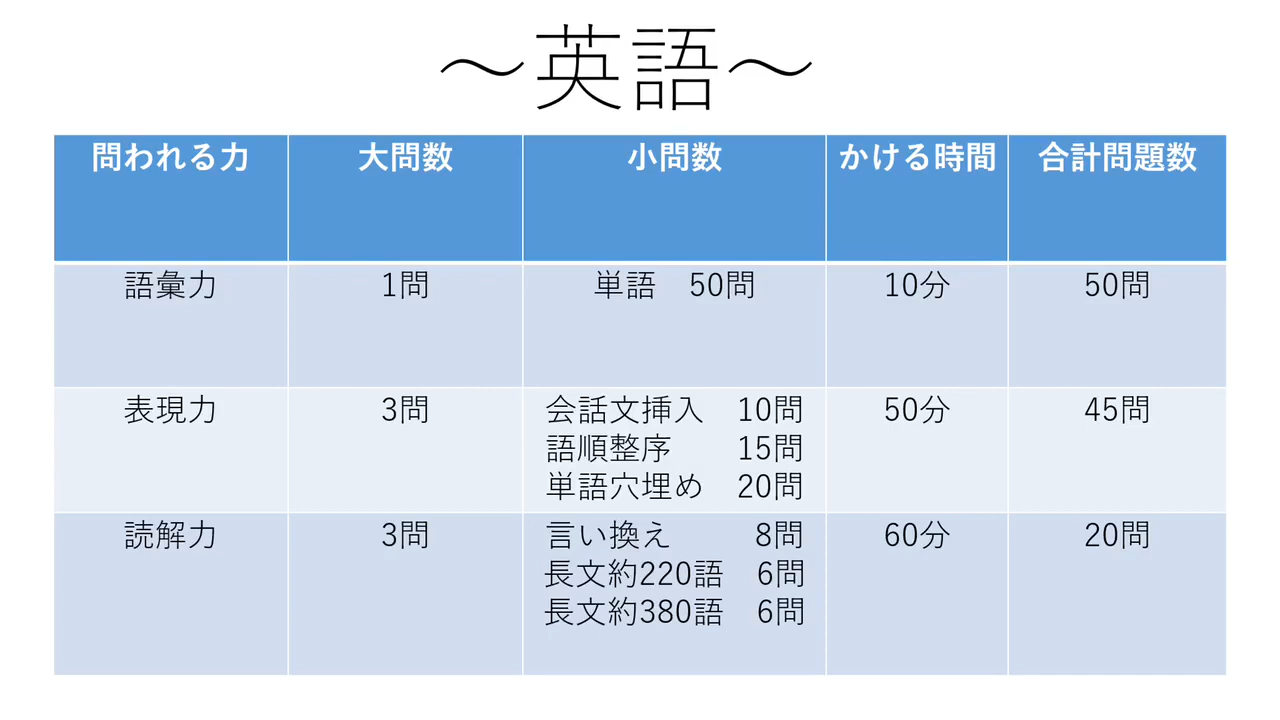 ～英語～
問われる力 大問数 小問数 かける時間 合計問題数
語彙力 1問 単語　50問 10分 50問
表現力 3問 会話文挿入　10問 50分 45問
語順整序　　15問
単語穴埋め　20問
読解力 3問 言い換え　　8問 60分 20問
長文約220語　6問
長文約380語　6問